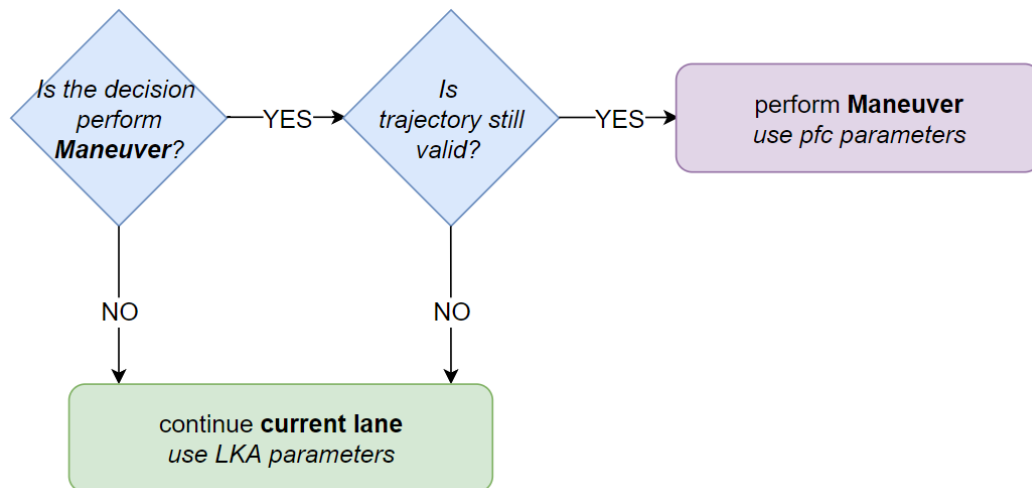 Is the decision
perform
Maneuver?
YES
Is
trajectory still
valid?
YES
perform Maneuver
use pfc parameters
NO
NO
continue current lane
use LKA parameters